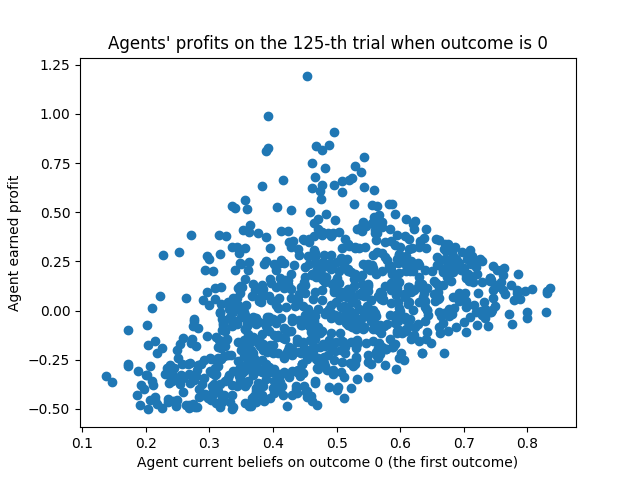 Agents' profits on the 125-th trial when outcome is 0
1.25
1.00
0.75
0.50
0.25
0.00
−0.25
−0.50
Agent earned profit
0.1 0.2 0.3 0.4 0.5 0.6 0.7 0.8
Agent current beliefs on outcome 0 (the first outcome)